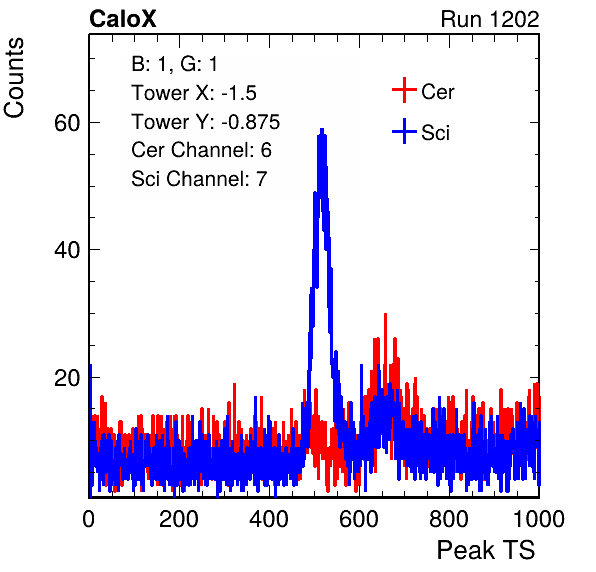 CaloX Run 1202
Counts
B: 1, G: 1
Tower X: -1.5
Tower Y: -0.875
Cer Channel: 6
Sci Channel: 7
Cer
Sci
60
40
20
0 200 400 600 800 1000
Peak TS